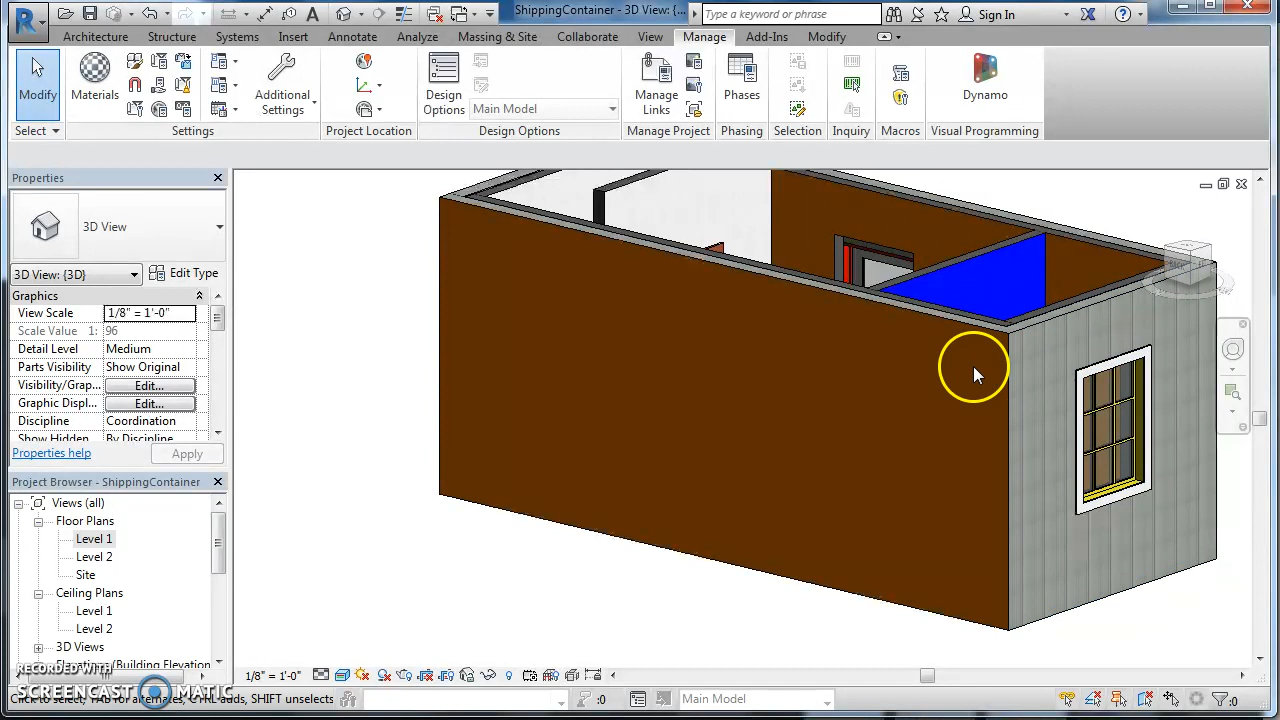 ShippingContainer - 3D View: {...
Type a keyword or phrase
Sign In
Architecture Structure Systems Insert Annotate Analyze Massing & Site Collaborate View Manage Add-Ins Modify
Modify
Materials
Additional
Settings
Design
Options
Main Model
Manage
Links
Phases
Dynamo
Select Settings Project Location Design Options Manage Project Phasing Selection Inquiry Macros Visual Programming
Properties
3D View
3D View: {3D}
Edit Type
Graphics
View Scale 1/8" = 1'-0"
Scale Value 1: 96
Detail Level Medium
Parts Visibility Show Original
Visibility/Grap... Edit...
Graphic Displ... Edit...
Discipline Coordination
Show Hidden By Discipline
Properties help
Apply
Project Browser - ShippingContainer
Views (all)
Floor Plans
Level 1
Level 2
Site
Ceiling Plans
Level 1
Level 2
3D Views
Elevations (Building Elevation
RECORDED WITH
SCREENCAST MATIC
1/8" = 1'-0"
Click to select, TAB for alternates, CTRL adds, SHIFT unselects.
:0
Main Model
:0